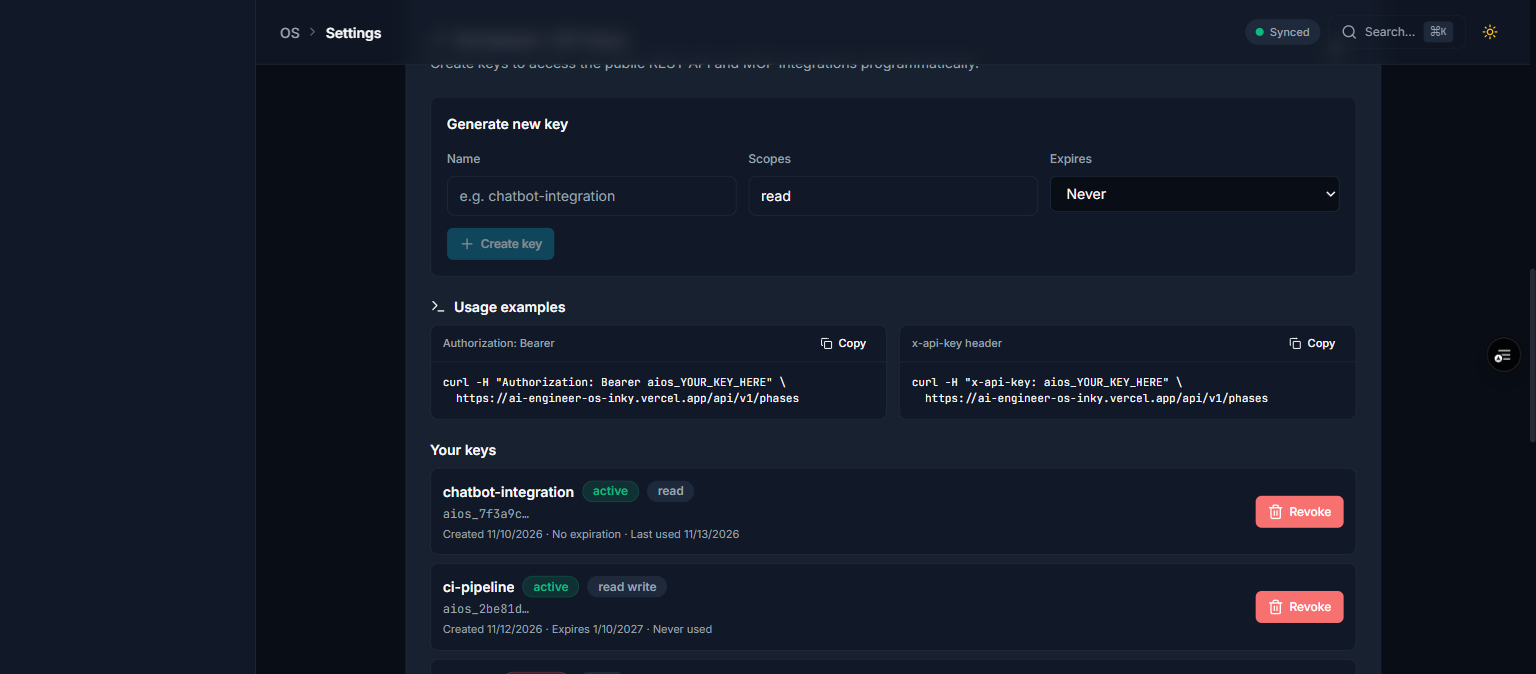 OS > Settings
Synced
Search... ⌘K
Create keys to access the public REST API and MCP integrations programmatically.
Generate new key
Name Scopes Expires
e.g. chatbot-integration read Never
+ Create key
>_ Usage examples
Authorization: Bearer Copy
curl -H "Authorization: Bearer aios_YOUR_KEY_HERE" \
https://ai-engineer-os-inky.vercel.app/api/v1/phases
x-api-key header Copy
curl -H "x-api-key: aios_YOUR_KEY_HERE" \
https://ai-engineer-os-inky.vercel.app/api/v1/phases
Your keys
chatbot-integration active read
aios_7f3a9c…
Created 11/10/2026 · No expiration · Last used 11/13/2026
Revoke
ci-pipeline active read write
aios_2be81d…
Created 11/12/2026 · Expires 1/10/2027 · Never used
Revoke